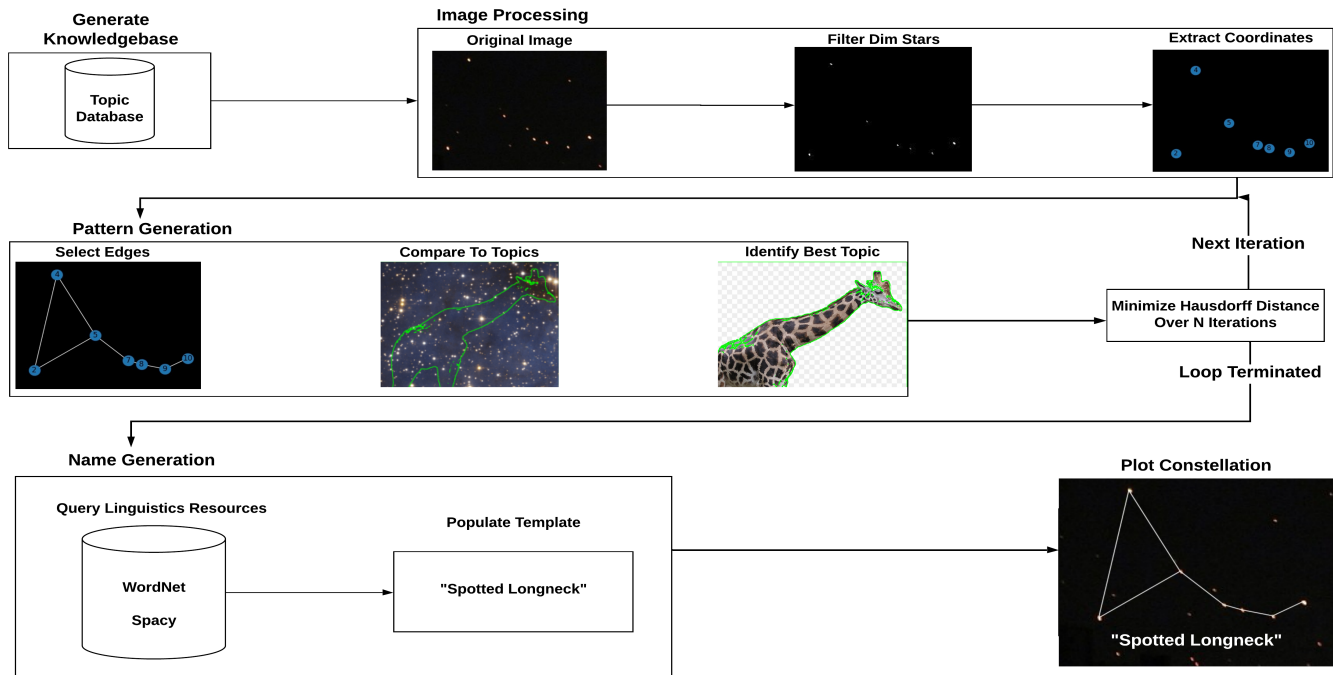 Generate
Knowledgebase
Topic
Database
Image Processing
Original Image
Filter Dim Stars
Extract Coordinates
4
5
2
7
8
9
10
Pattern Generation
Select Edges
4
5
2
7
8
9
10
Compare To Topics
Identify Best Topic
Next Iteration
Minimize Hausdorff Distance
Over N Iterations
Loop Terminated
Name Generation
Query Linguistics Resources
WordNet
Spacy
Populate Template
"Spotted Longneck"
Plot Constellation
"Spotted Longneck"